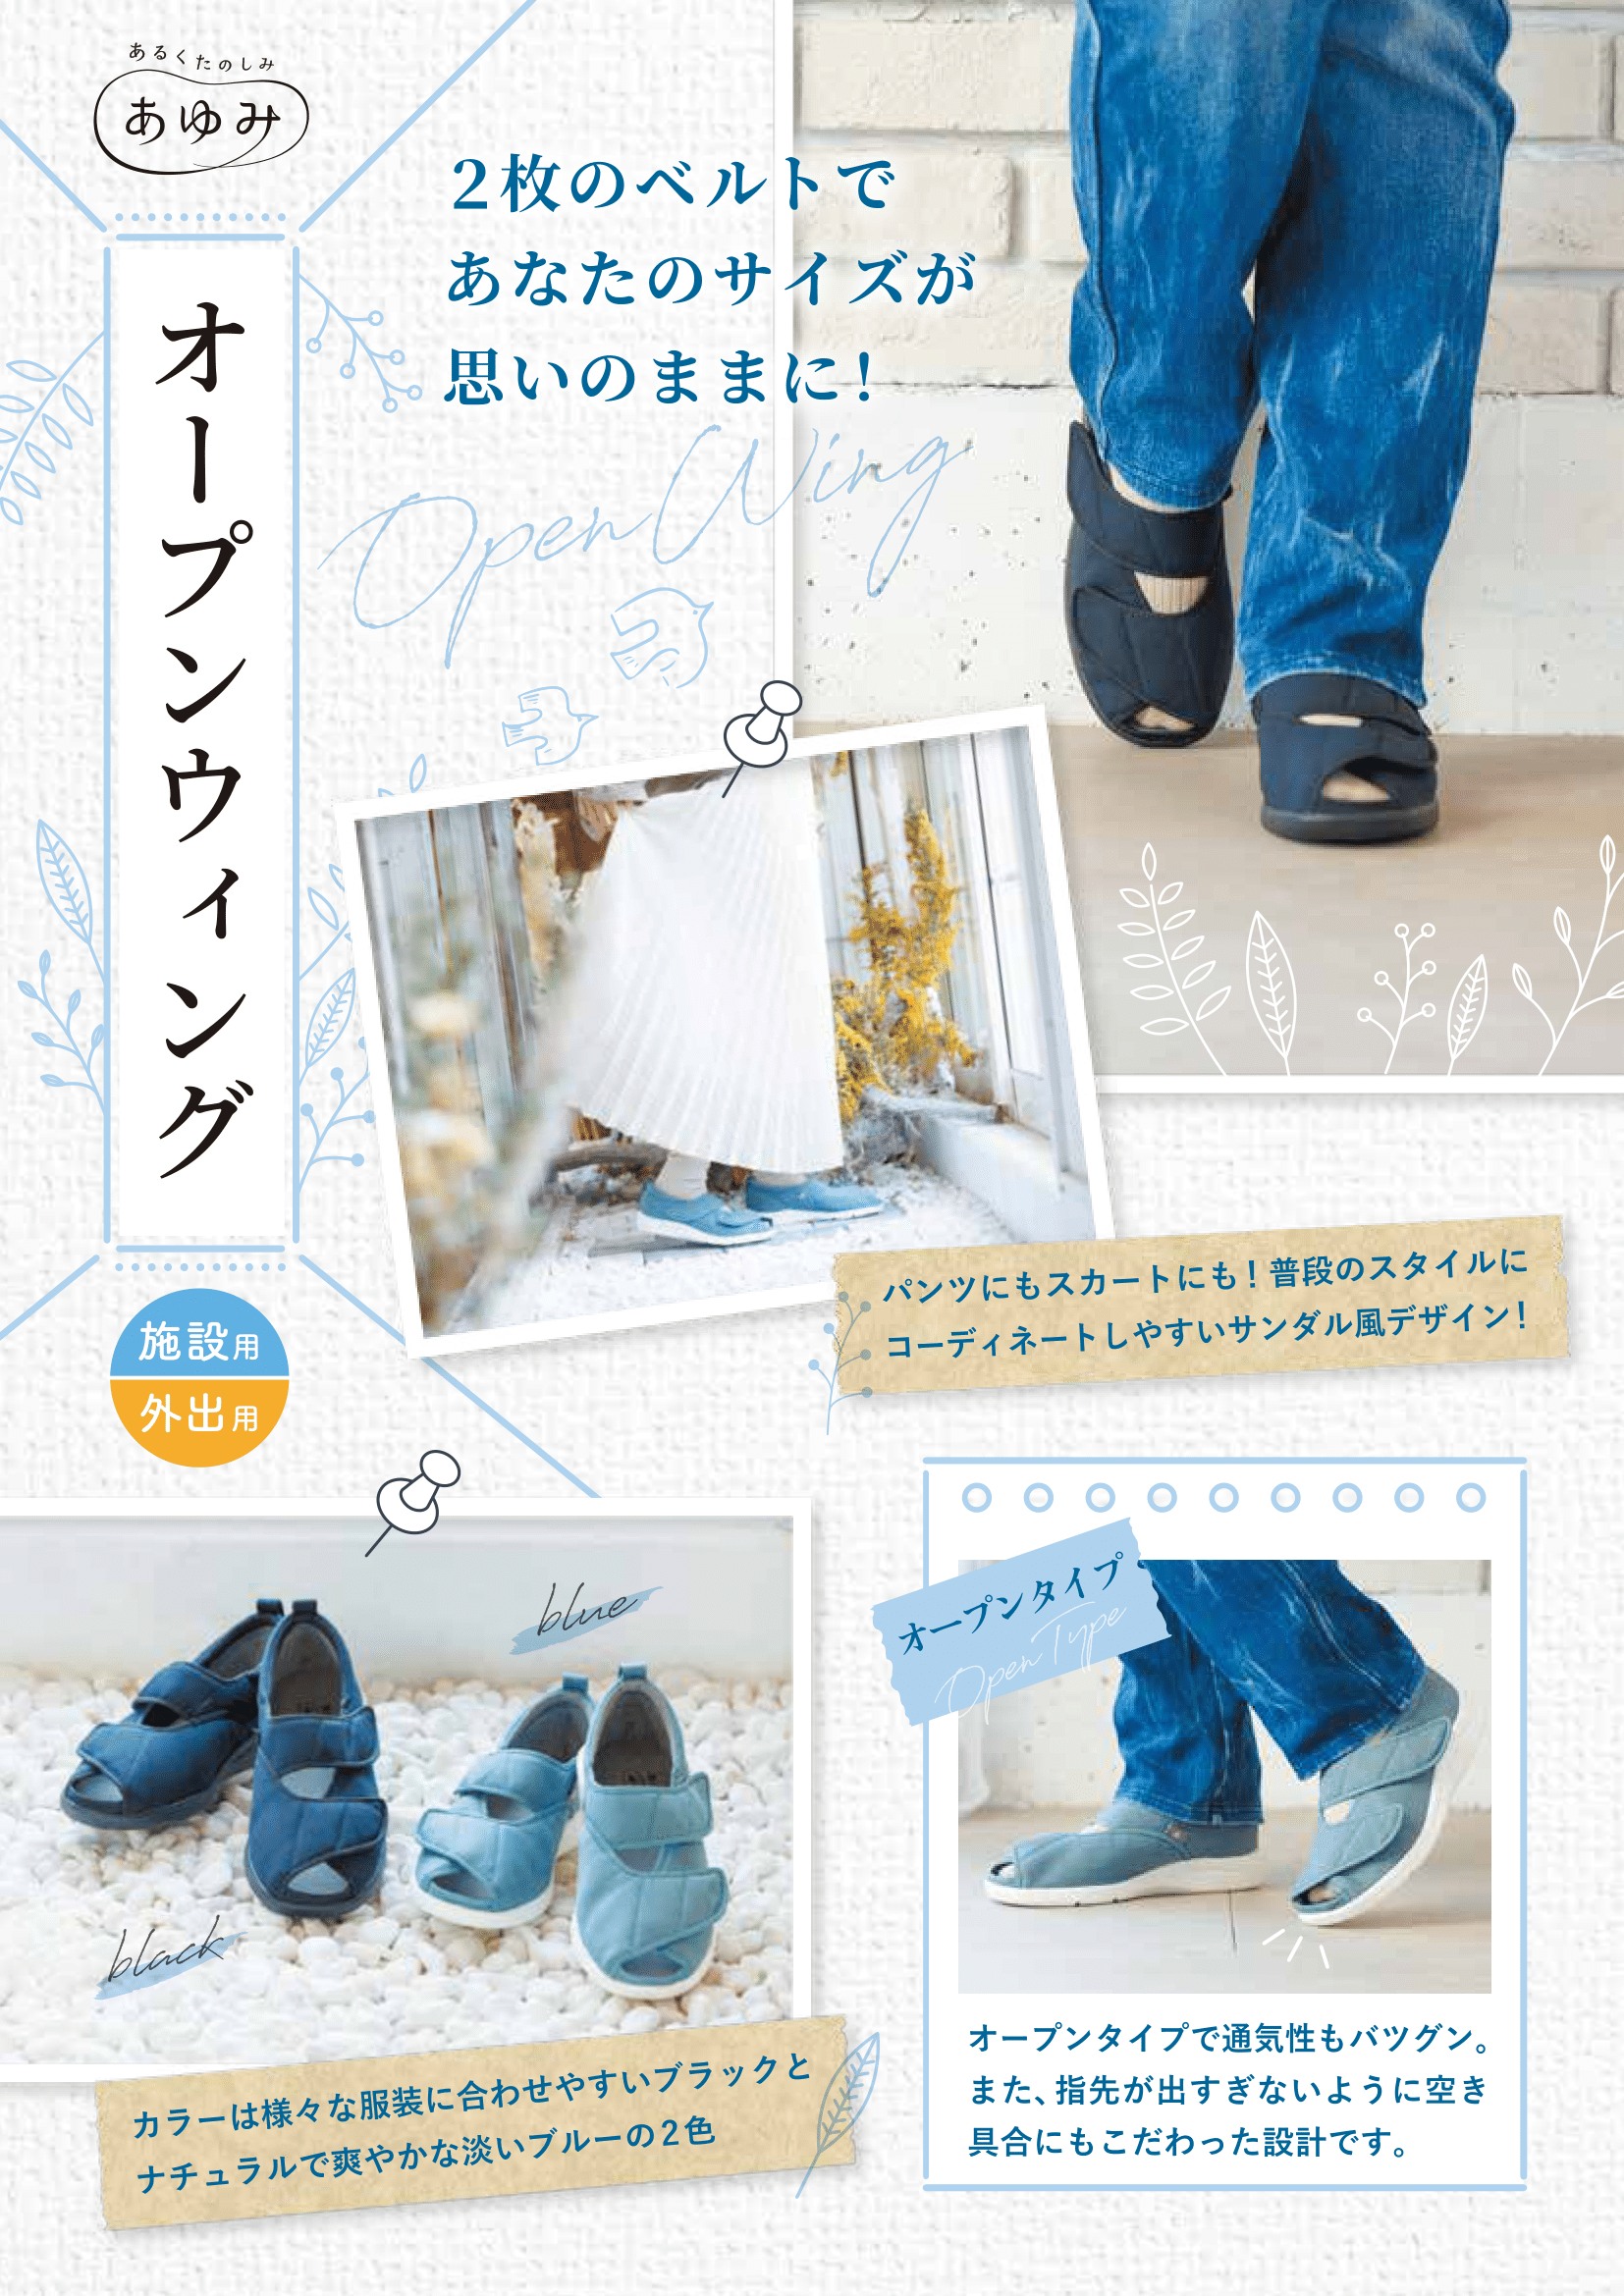 あるくたのしみ
あゆみ
2枚のベルトで
あなたのサイズが
思いのままに！
Open Wing
オープンウィング
施設用
外出用
パンツにもスカートにも！普段のスタイルに
コーディネートしやすいサンダル風デザイン！
blue
black
カラーは様々な服装に合わせやすいブラックと
ナチュラルで爽やかな淡いブルーの2色
オープンタイプ
Open Type
オープンタイプで通気性もバツグン。
また、指先が出すぎないように空き
具合にもこだわった設計です。